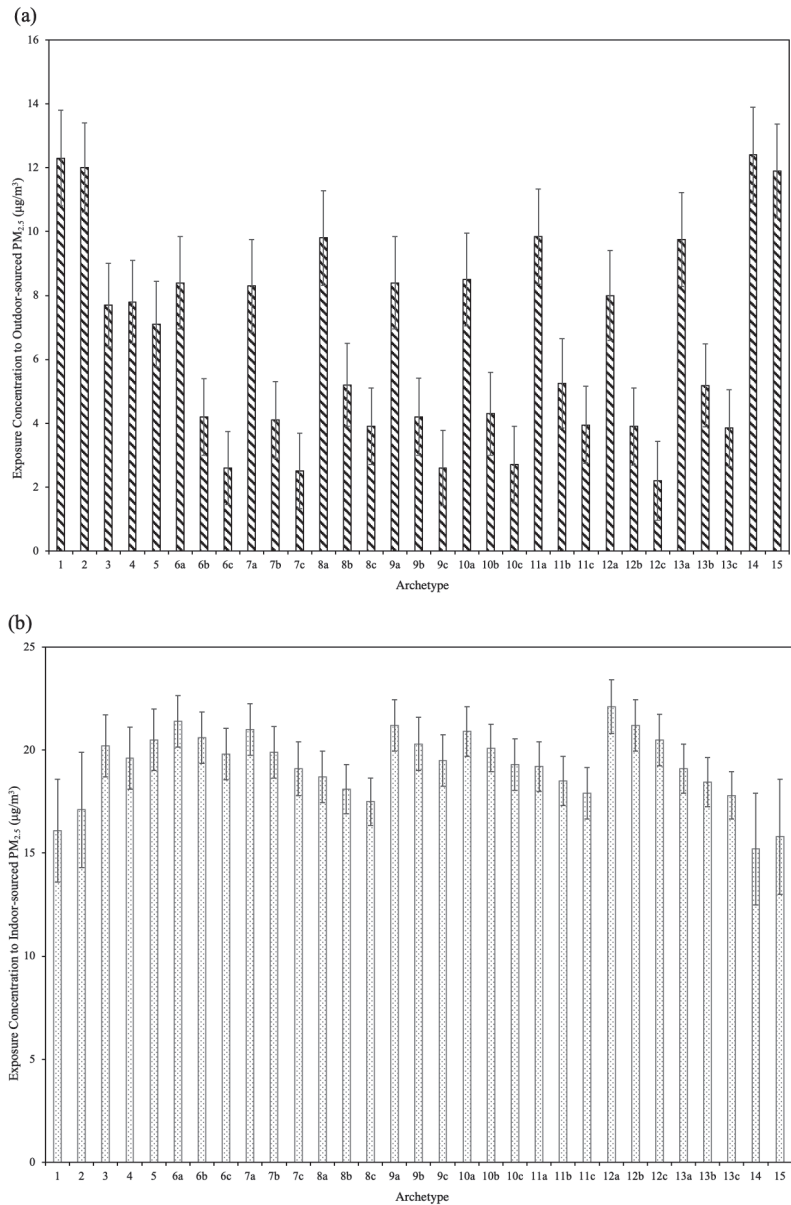 (a)
16
14
12
10
8
6
4
2
0
Exposure Concentration to Outdoor-sourced PM2.5 (μg/m³)
1 2 3 4 5 6a 6b 6c 7a 7b 7c 8a 8b 8c 9a 9b 9c 10a 10b 10c 11a 11b 11c 12a 12b 12c 13a 13b 13c 14 15
Archetype
(b)
25
20
15
10
5
0
Exposure Concentration to Indoor-sourced PM2.5 (μg/m³)
1 2 3 4 5 6a 6b 6c 7a 7b 7c 8a 8b 8c 9a 9b 9c 10a 10b 10c 11a 11b 11c 12a 12b 12c 13a 13b 13c 14 15
Archetype